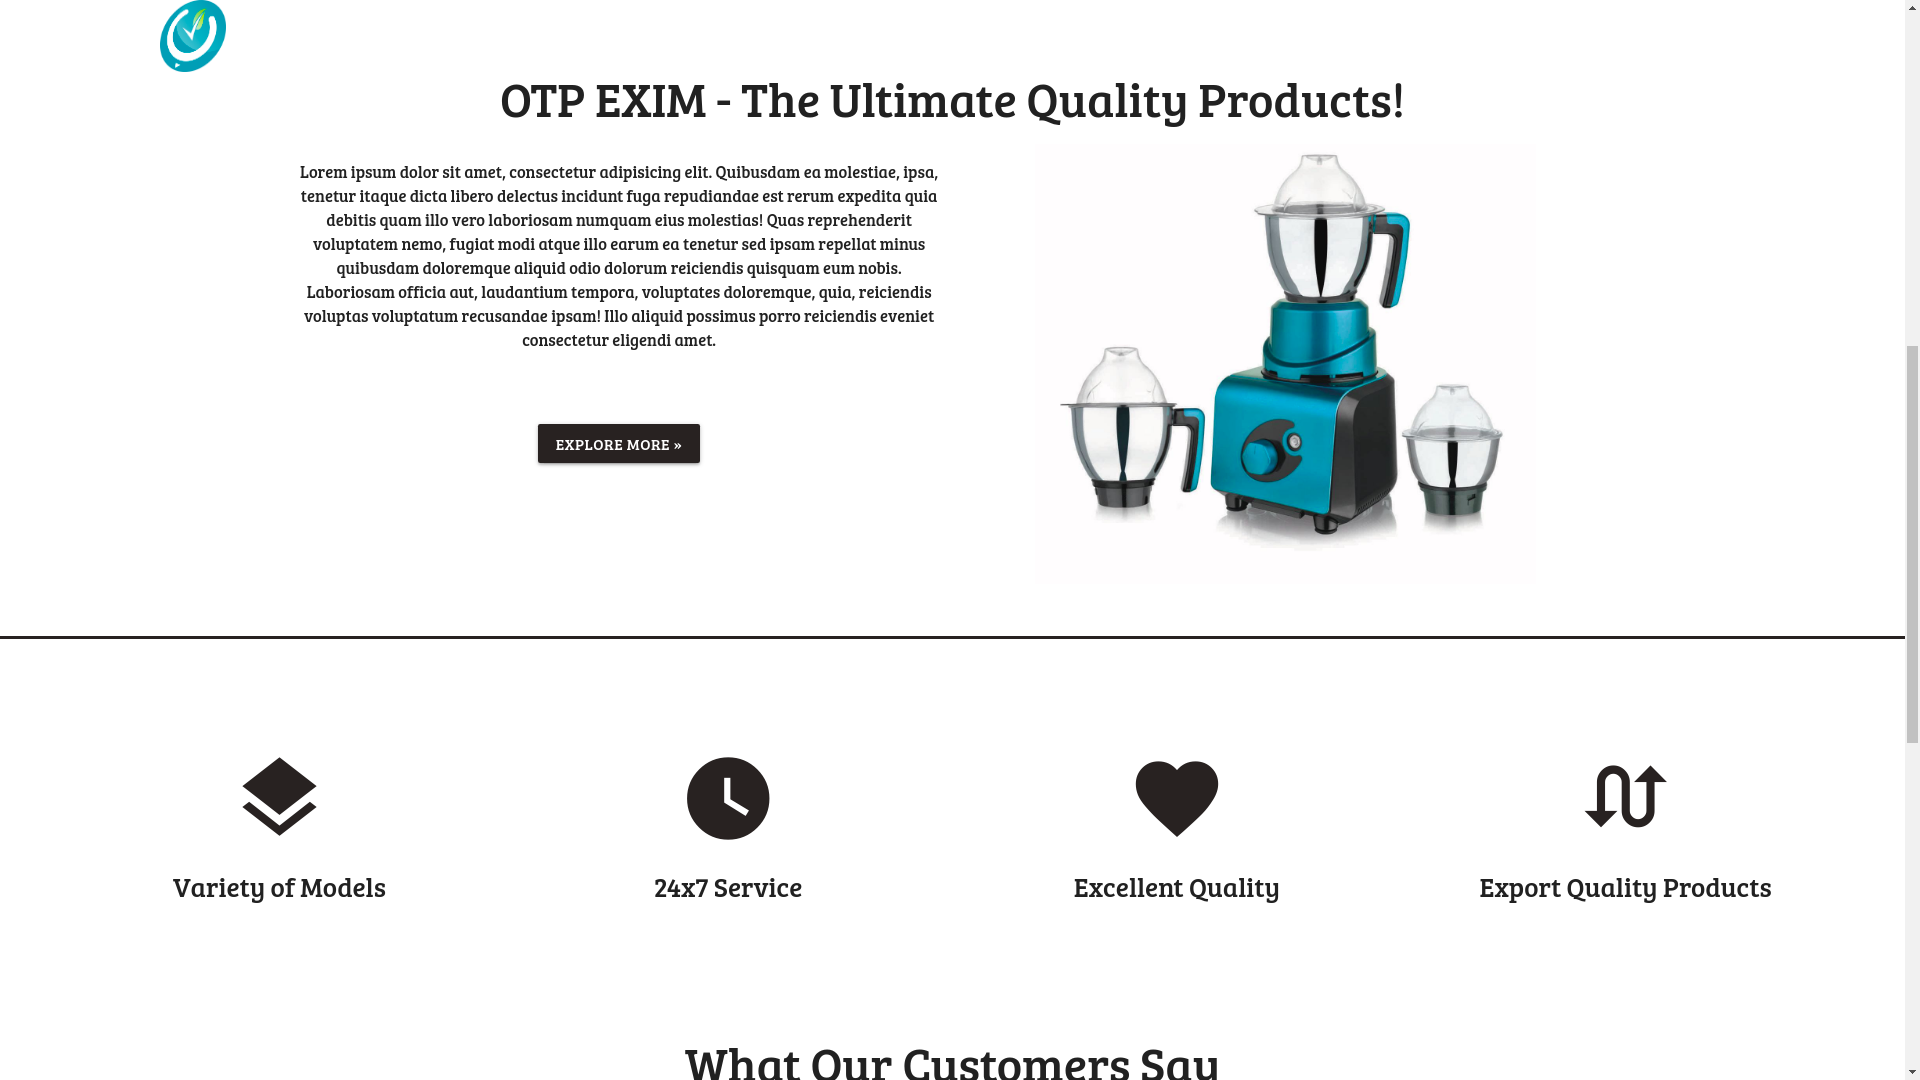 OTP EXIM - The Ultimate Quality Products!
Lorem ipsum dolor sit amet, consectetur adipisicing elit. Quibusdam ea molestiae, ipsa,
tenetur itaque dicta libero delectus incidunt fuga repudiandae est rerum expedita quia
debitis quam illo vero laboriosam numquam eius molestias! Quas reprehenderit
voluptatem nemo, fugiat modi atque illo earum ea tenetur sed ipsam repellat minus
quibusdam doloremque aliquid odio dolorum reiciendis quisquam eum nobis.
Laboriosam officia aut, laudantium tempora, voluptates doloremque, quia, reiciendis
voluptas voluptatum recusandae ipsam! Illo aliquid possimus porro reiciendis eveniet
consectetur eligendi amet.
EXPLORE MORE »
Variety of Models
24x7 Service
Excellent Quality
Export Quality Products
What Our Customers Say